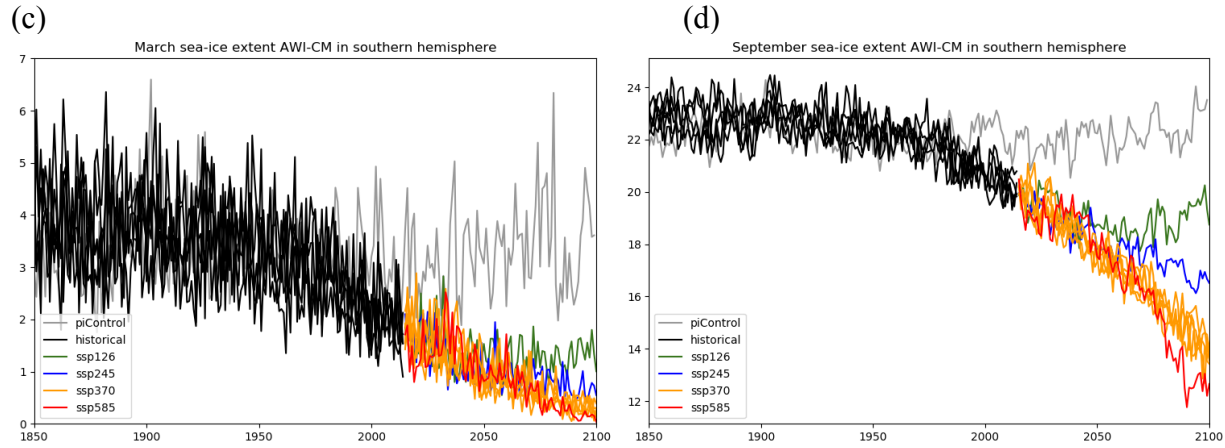 (c)
March sea-ice extent AWI-CM in southern hemisphere
7
6
5
4
3
2
1
0
1850 1900 1950 2000 2050 2100
piControl
historical
ssp126
ssp245
ssp370
ssp585
(d)
September sea-ice extent AWI-CM in southern hemisphere
24
22
20
18
16
14
12
1850 1900 1950 2000 2050 2100
piControl
historical
ssp126
ssp245
ssp370
ssp585